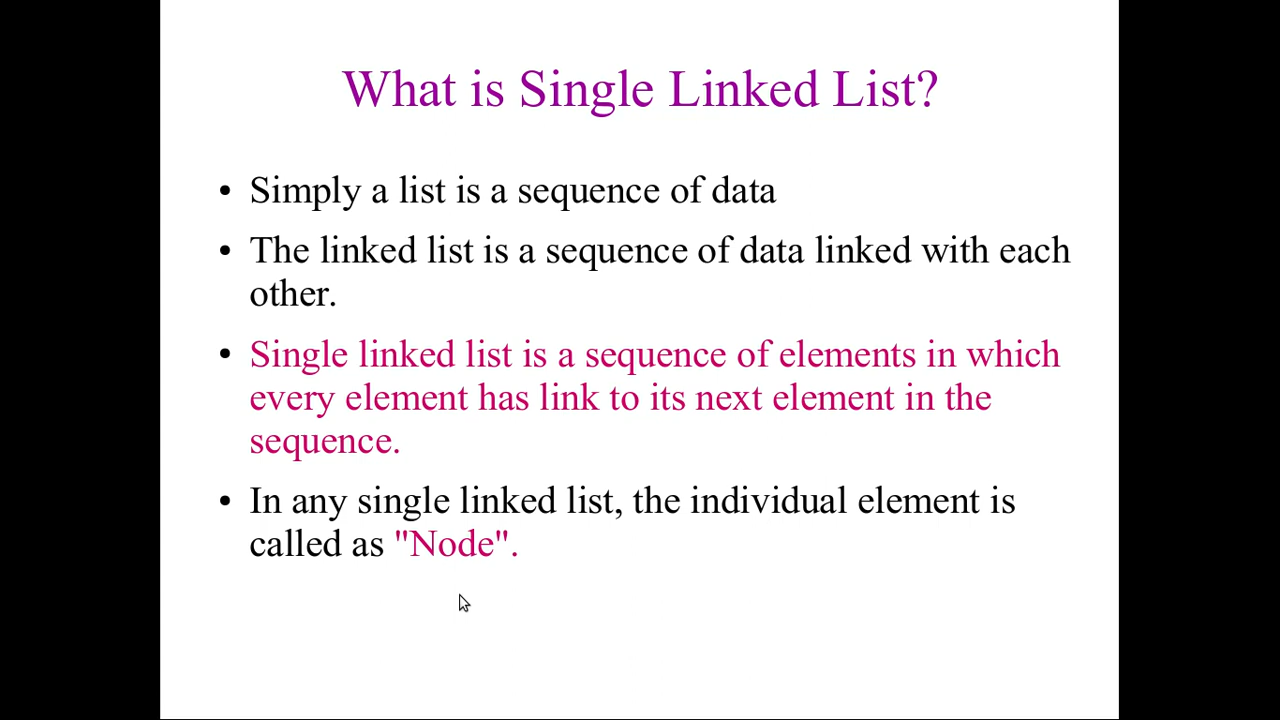 What is Single Linked List?
• Simply a list is a sequence of data
• The linked list is a sequence of data linked with each
other.
• Single linked list is a sequence of elements in which
every element has link to its next element in the
sequence.
• In any single linked list, the individual element is
called as "Node".